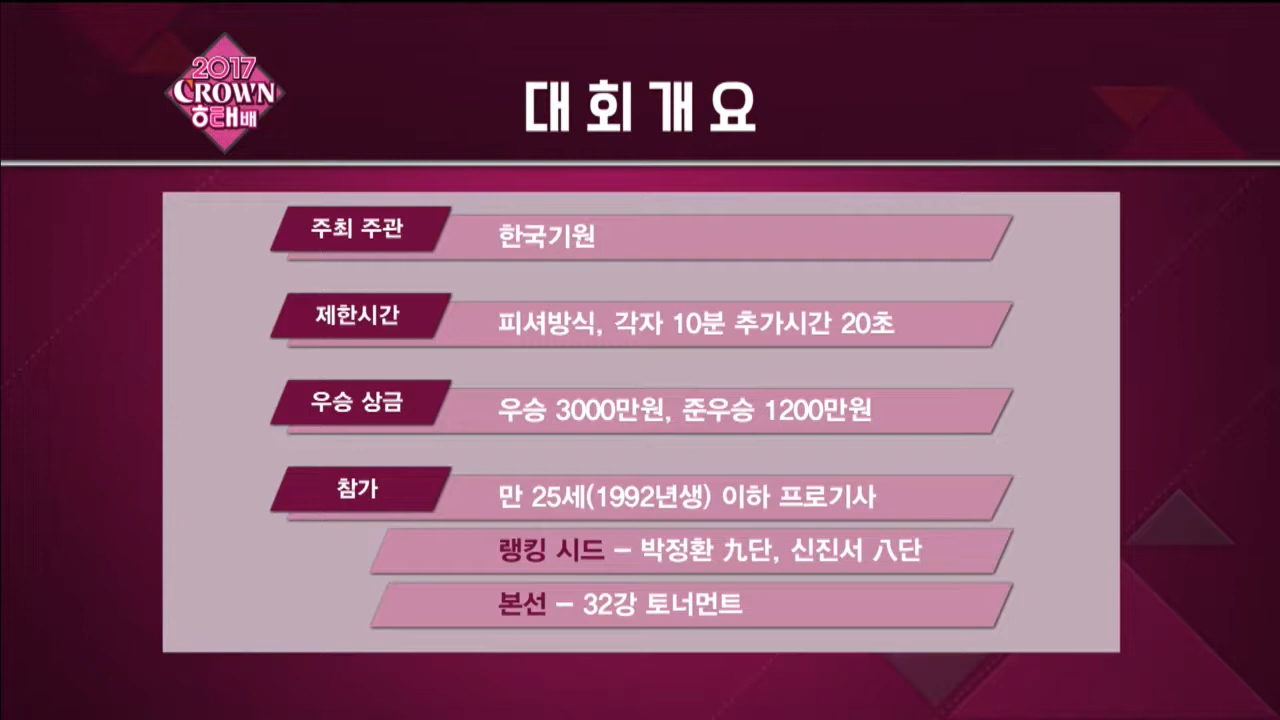 2017
CROWN
해태배
대회개요
주최 주관
한국기원
제한시간
피셔방식, 각자 10분 추가시간 20초
우승 상금
우승 3000만원, 준우승 1200만원
참가
만 25세(1992년생) 이하 프로기사
랭킹 시드 – 박정환 九단, 신진서 八단
본선 – 32강 토너먼트